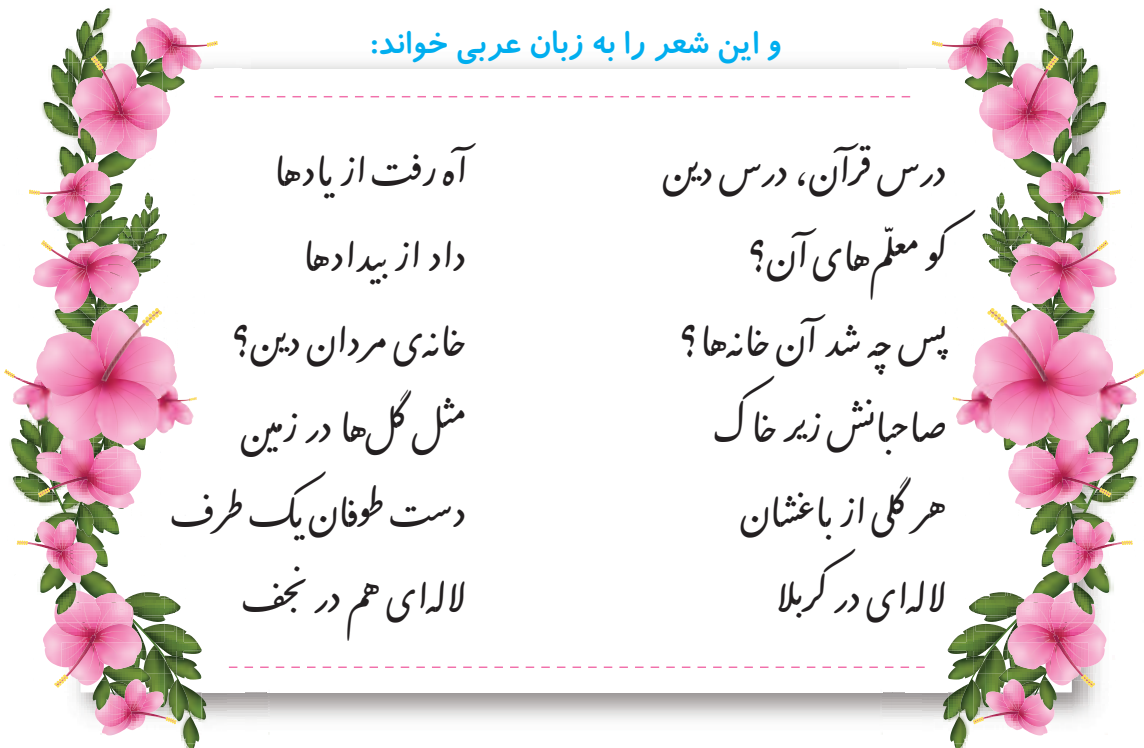 و این شعر را به زبان عربی خواند:
درس قرآن، درس دین آه رفت از یادها
کو معلّم‌های آن؟ داد از بیدادها
پس چه شد آن خانه‌ها؟ خانه‌ی مردان دین؟
صاحبانش زیر خاک مثل گل‌ها در زمین
هر گلی از باغشان دست طوفان یک طرف
لاله‌ای در کربلا لاله‌ای هم در نجف